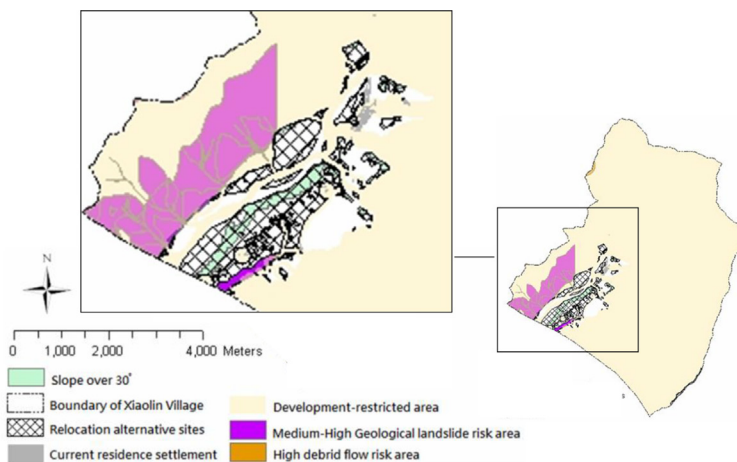 N
0 1,000 2,000 4,000 Meters
Slope over 30°
Boundary of Xiaolin Village
Relocation alternative sites
Current residence settlement
Development-restricted area
Medium-High Geological landslide risk area
High debrid flow risk area